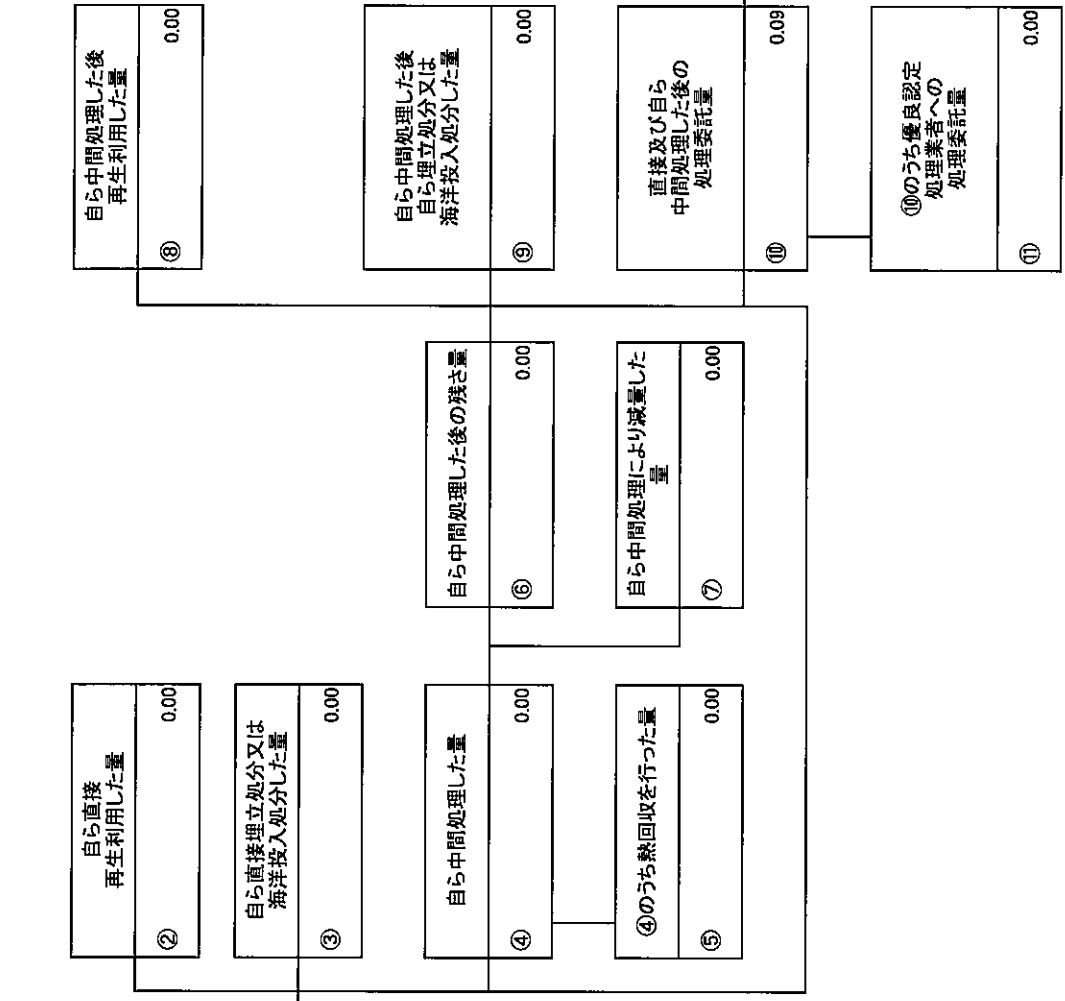 自ら直接
再生利用した量
② 0.00
自ら直接埋立処分又は
海洋投入処分した量
③ 0.00
自ら中間処理した量
④ 0.00
④のうち熱回収を行った量
⑤ 0.00
自ら中間処理した後の残さ量
⑥ 0.00
自ら中間処理により減量した
量
⑦ 0.00
自ら中間処理した後
再生利用した量
⑧ 0.00
自ら中間処理した後
自ら埋立処分又は
海洋投入処分した量
⑨ 0.00
直接及び自ら
中間処理した後の
処理委託量
⑩ 0.09
⑩のうち優良認定
処理業者への
処理委託量
⑪ 0.00